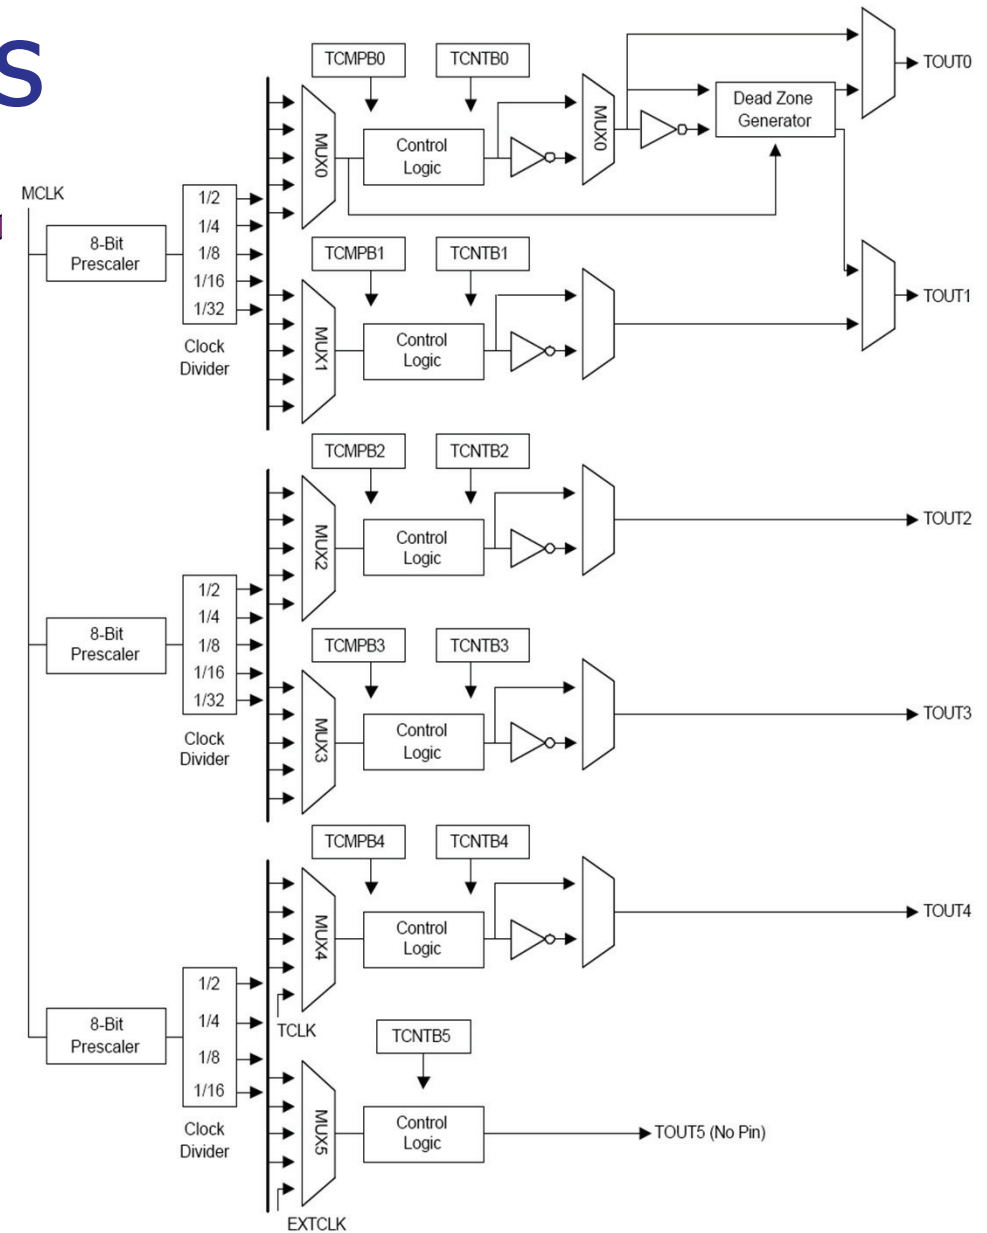 s
TCMPB0
TCNTB0
TOUT0
MUX0
Control
Logic
MUX0
Dead Zone
Generator
MCLK
8-Bit
Prescaler
1/2
1/4
1/8
1/16
1/32
Clock
Divider
TCMPB1
TCNTB1
MUX1
Control
Logic
TOUT1
TCMPB2
TCNTB2
MUX2
Control
Logic
TOUT2
8-Bit
Prescaler
1/2
1/4
1/8
1/16
1/32
Clock
Divider
TCMPB3
TCNTB3
MUX3
Control
Logic
TOUT3
TCMPB4
TCNTB4
MUX4
Control
Logic
TOUT4
TCLK
8-Bit
Prescaler
1/2
1/4
1/8
1/16
Clock
Divider
TCNTB5
MUX5
Control
Logic
TOUT5 (No Pin)
EXTCLK